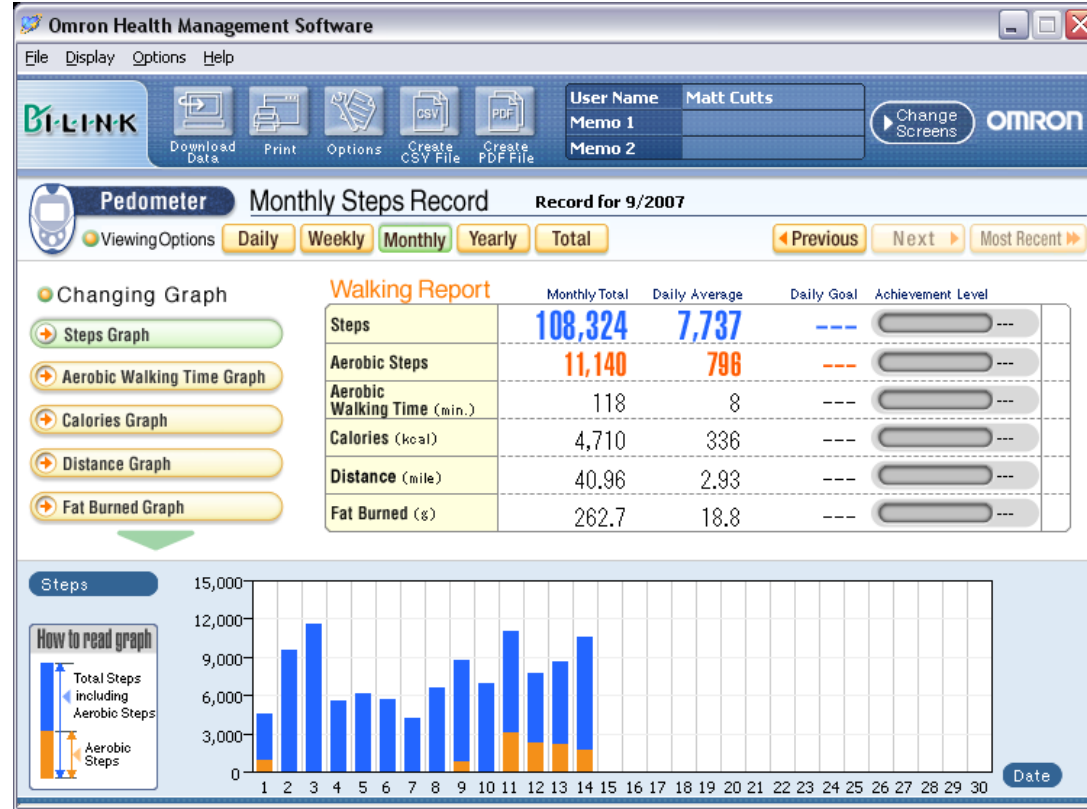 Omron Health Management Software
File Display Options Help
Bi-LINK
Download Data
Print
Options
CSV
Create CSV File
PDF
Create PDF File
User Name Matt Cutts
Memo 1
Memo 2
Change Screens
OMRON
Pedometer Monthly Steps Record Record for 9/2007
Viewing Options Daily Weekly Monthly Yearly Total Previous Next Most Recent
Changing Graph
Steps Graph
Aerobic Walking Time Graph
Calories Graph
Distance Graph
Fat Burned Graph
Walking Report Monthly Total Daily Average Daily Goal Achievement Level
Steps 108,324 7,737 --- ---
Aerobic Steps 11,140 796 --- ---
Aerobic Walking Time (min.) 118 8 --- ---
Calories (kcal) 4,710 336 --- ---
Distance (mile) 40.96 2.93 --- ---
Fat Burned (g) 262.7 18.8 --- ---
Steps
How to read graph
Total Steps
including
Aerobic Steps
Aerobic
Steps
15,000
12,000
9,000
6,000
3,000
0
1 2 3 4 5 6 7 8 9 10 11 12 13 14 15 16 17 18 19 20 21 22 23 24 25 26 27 28 29 30
Date